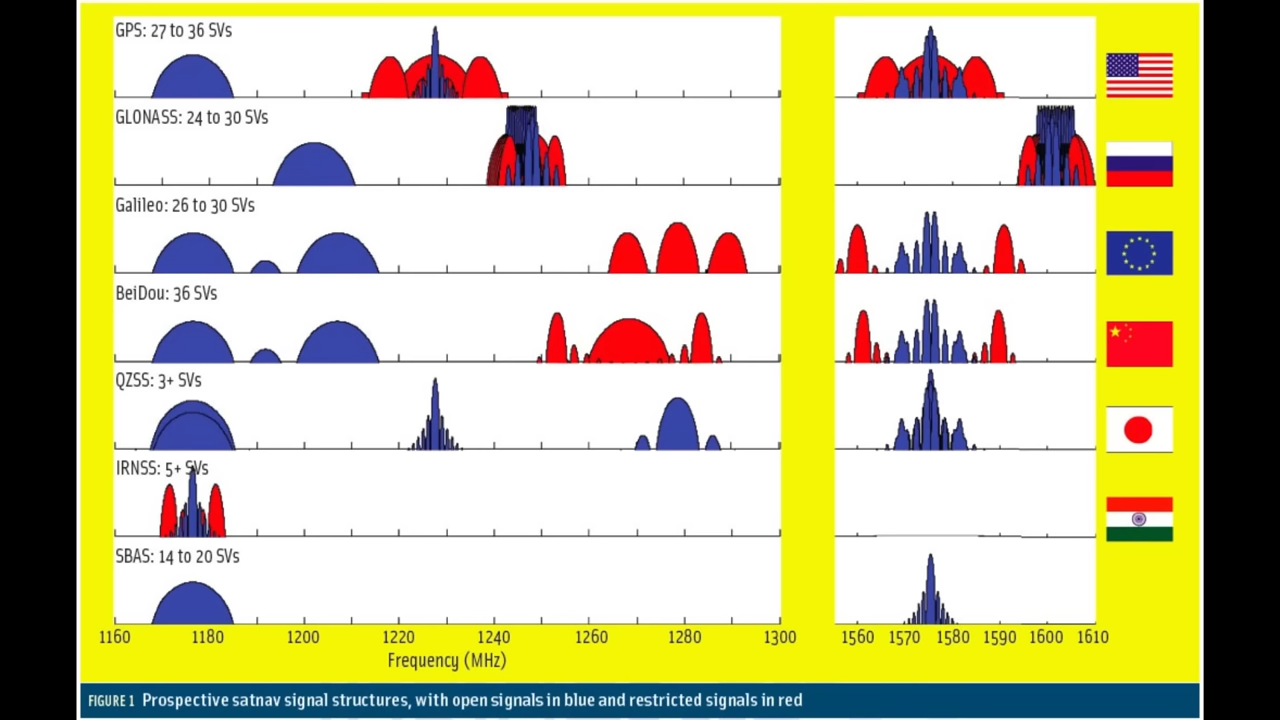 GPS: 27 to 36 SVs
GLONASS: 24 to 30 SVs
Galileo: 26 to 30 SVs
BeiDou: 36 SVs
QZSS: 3+ SVs
IRNSS: 5+ SVs
SBAS: 14 to 20 SVs
1160 1180 1200 1220 1240 1260 1280 1300 1560 1570 1580 1590 1600 1610
Frequency (MHz)
FIGURE 1 Prospective satnav signal structures, with open signals in blue and restricted signals in red